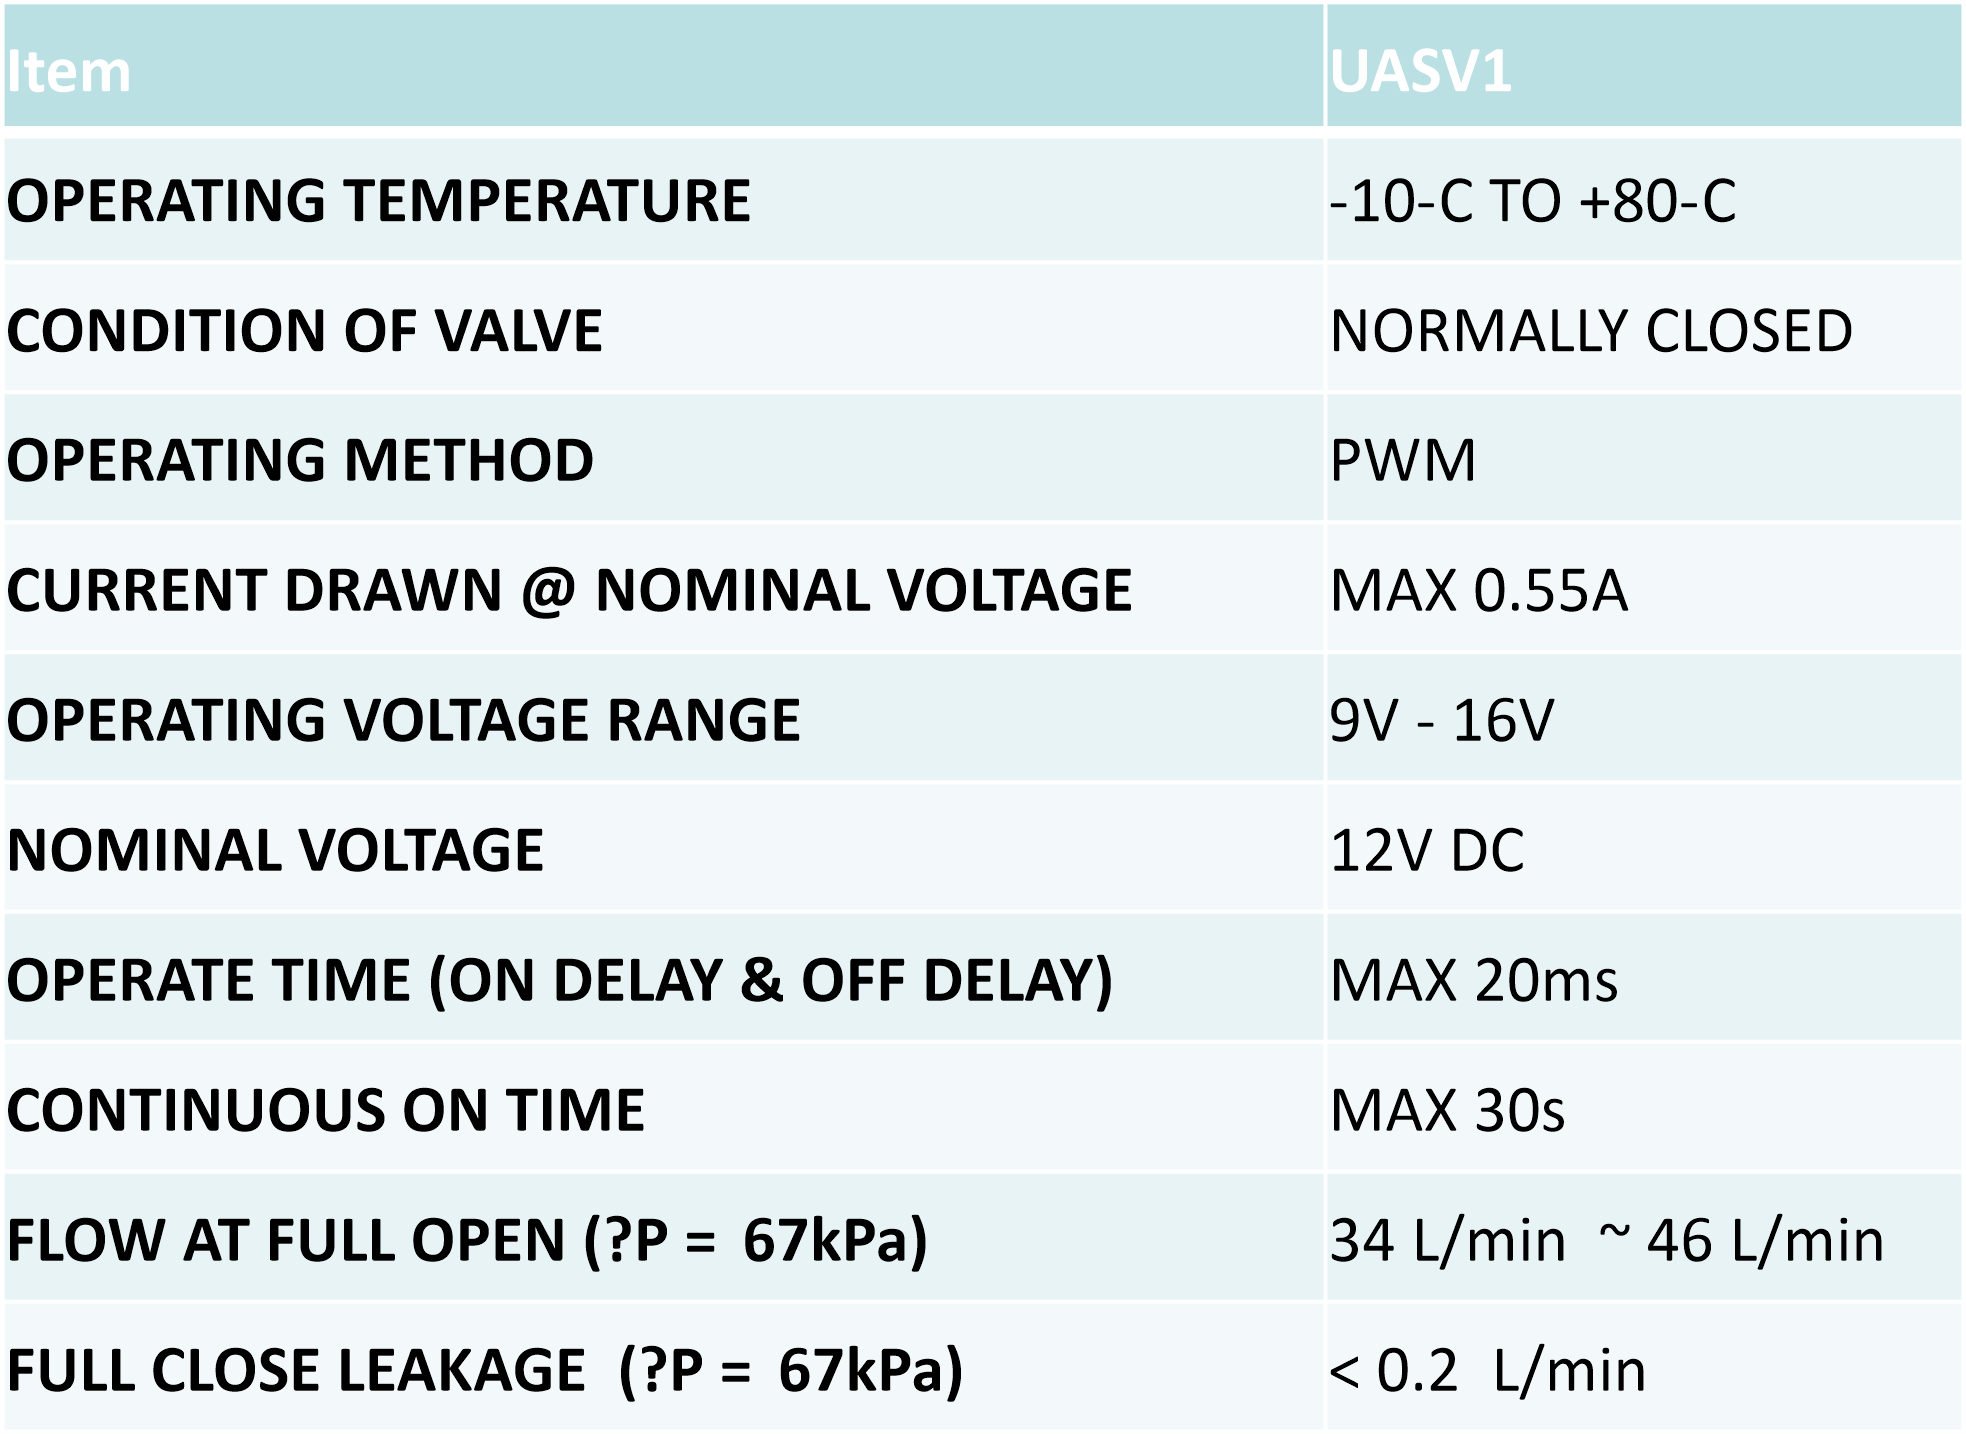 Item UASV1
OPERATING TEMPERATURE -10-C TO +80-C
CONDITION OF VALVE NORMALLY CLOSED
OPERATING METHOD PWM
CURRENT DRAWN @ NOMINAL VOLTAGE MAX 0.55A
OPERATING VOLTAGE RANGE 9V - 16V
NOMINAL VOLTAGE 12V DC
OPERATE TIME (ON DELAY & OFF DELAY) MAX 20ms
CONTINUOUS ON TIME MAX 30s
FLOW AT FULL OPEN (?P = 67kPa) 34 L/min ~ 46 L/min
FULL CLOSE LEAKAGE (?P = 67kPa) < 0.2 L/min